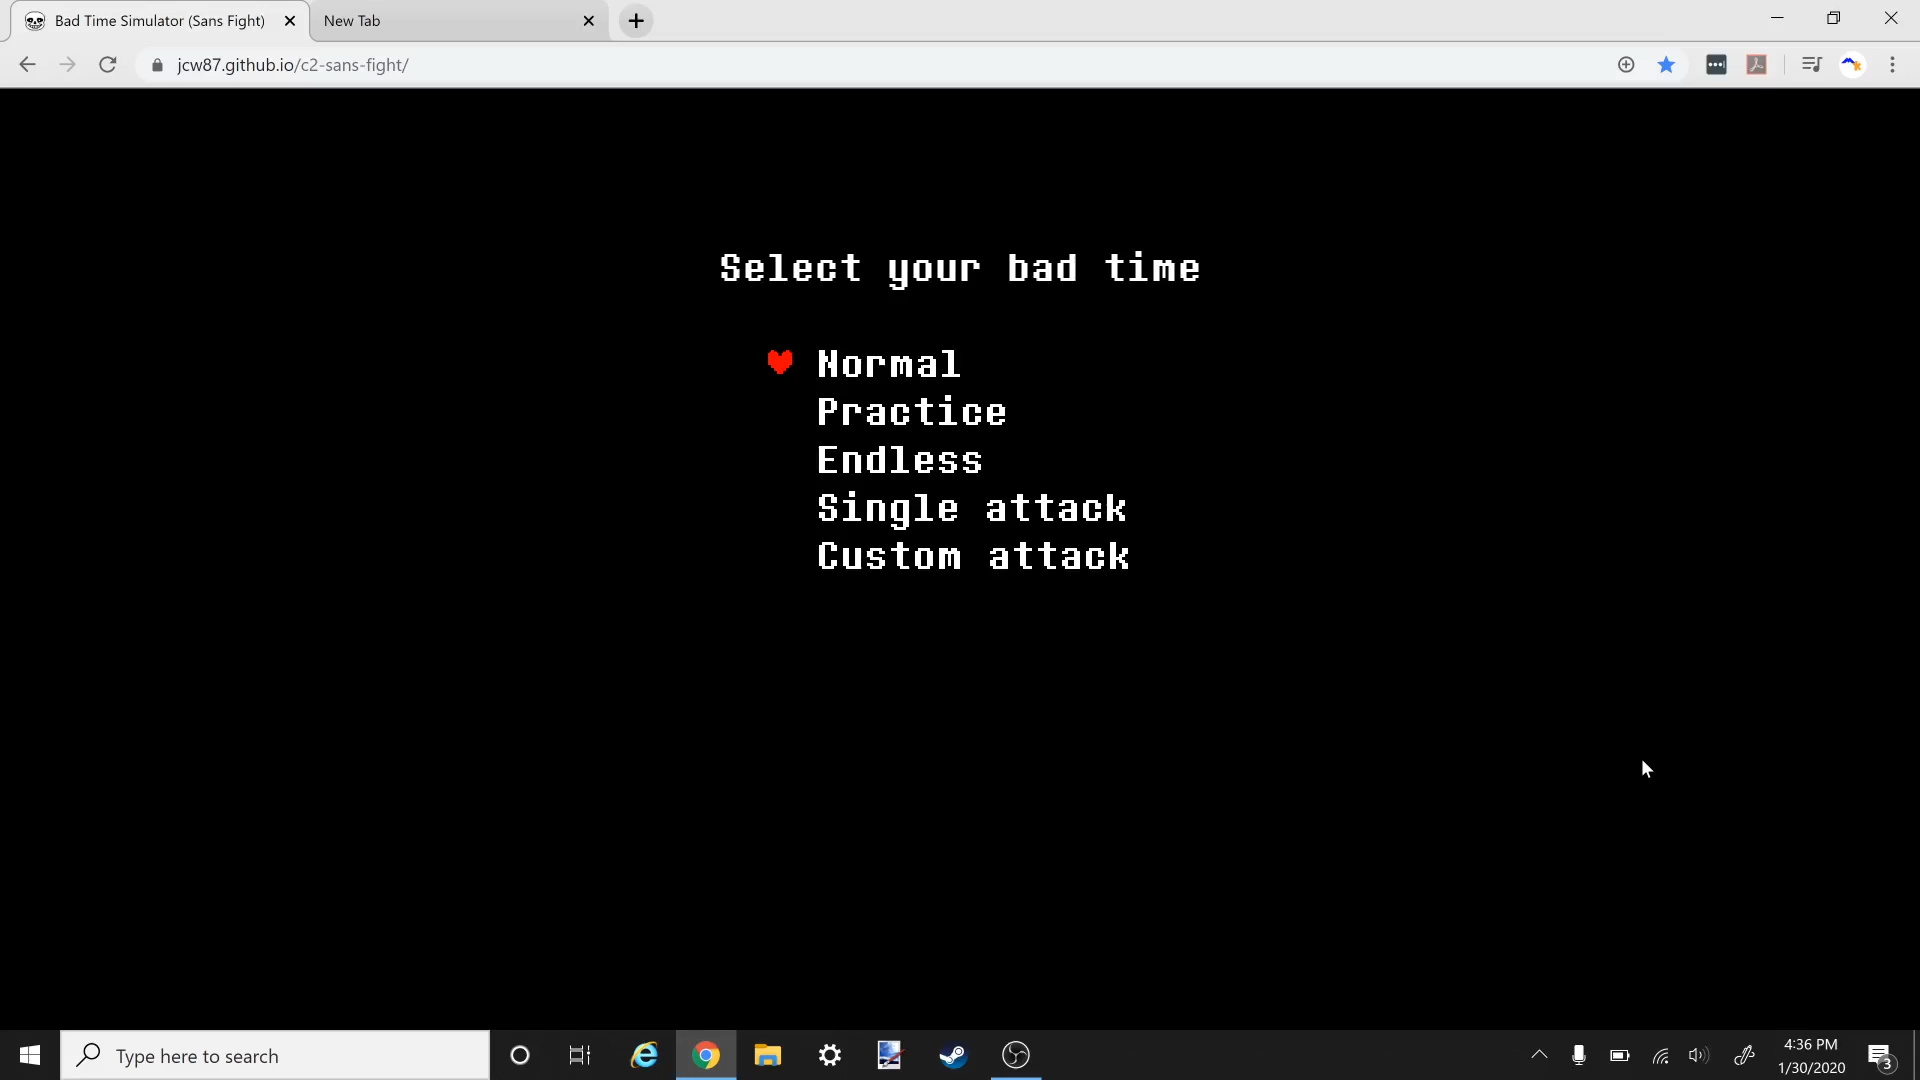 Bad Time Simulator (Sans Fight)
New Tab
jcw87.github.io/c2-sans-fight/
Select your bad time
Normal
Practice
Endless
Single attack
Custom attack
Type here to search
4:36 PM
1/30/2020
3